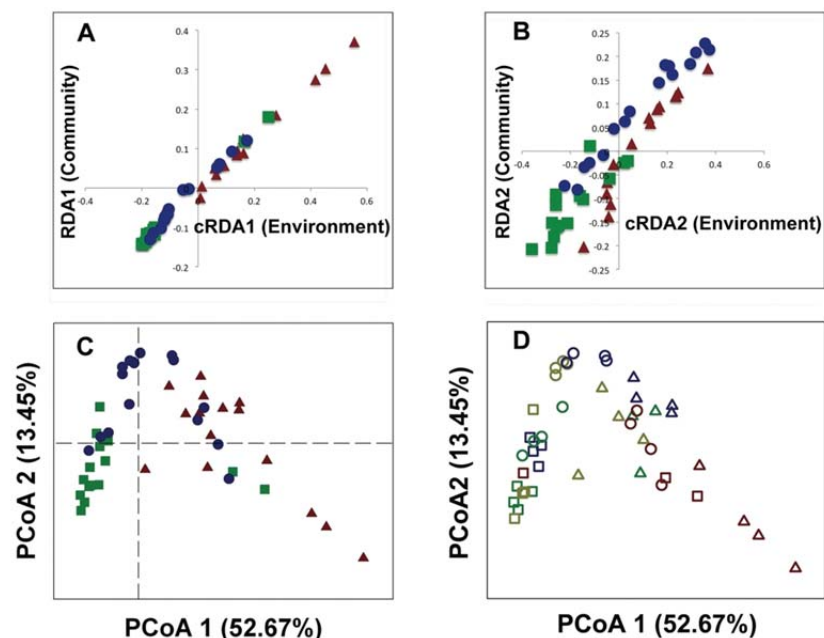 A
B
0.4
0.3
0.2
0.1
-0.4
-0.2
0.2
0.4
0.6
-0.1
-0.2
RDA1 (Community)
cRDA1 (Environment)
0.25
0.2
0.15
0.1
0.05
-0.4
-0.2
0.2
0.4
0.6
-0.05
-0.1
-0.15
-0.2
-0.25
RDA2 (Community)
cRDA2 (Environment)
C
D
PCoA 2 (13.45%)
PCoA2 (13.45%)
PCoA 1 (52.67%)
PCoA 1 (52.67%)